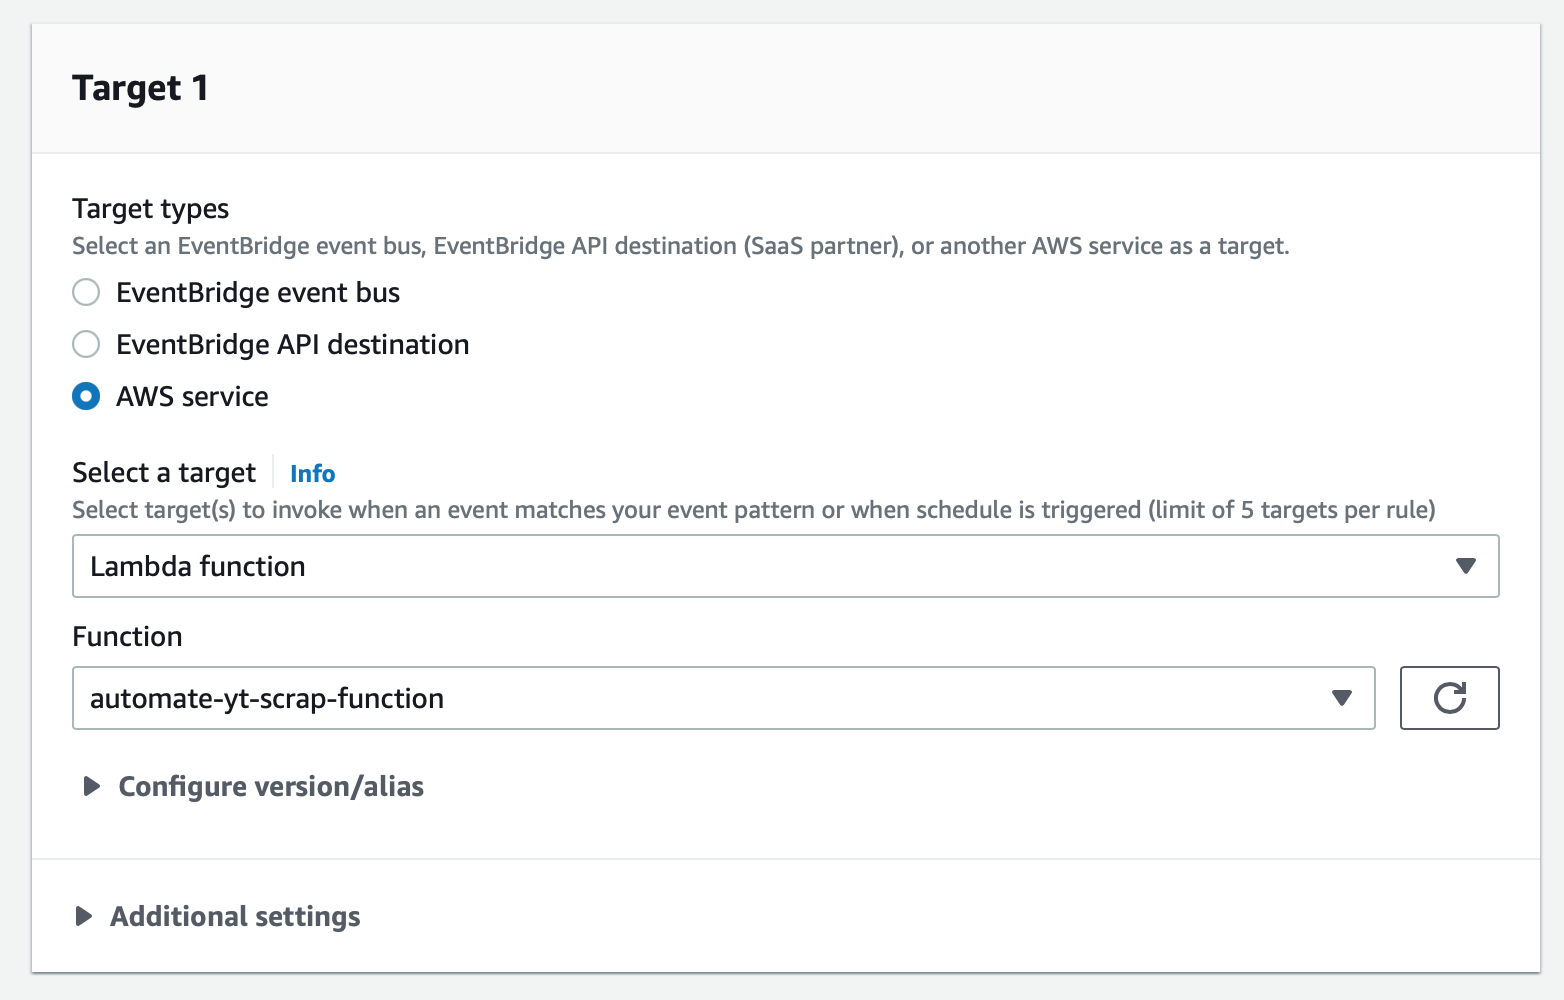 Target 1
Target types
Select an EventBridge event bus, EventBridge API destination (SaaS partner), or another AWS service as a target.
EventBridge event bus
EventBridge API destination
AWS service
Select a target Info
Select target(s) to invoke when an event matches your event pattern or when schedule is triggered (limit of 5 targets per rule)
Lambda function
Function
automate-yt-scrap-function
Configure version/alias
Additional settings